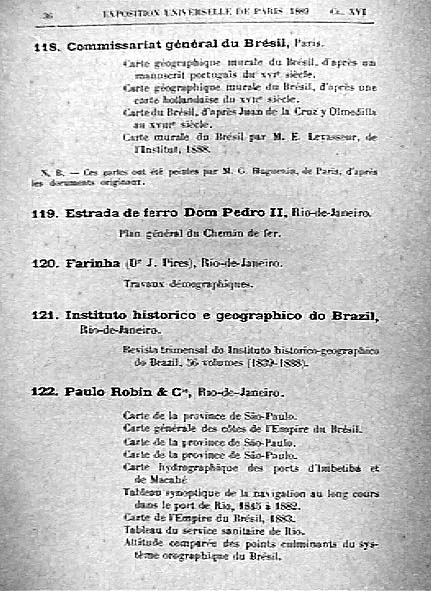 36 EXPOSITION UNIVERSELLE DE PARIS 1889 CL. XVI
118. Commissariat général du Brésil, Paris.
Carte géographique murale du Brésil, d'après un
manuscrit portugais du XVIe siècle.
Carte géographique murale du Brésil, d'après une
carte hollandaise du XVIIe siècle.
Carte du Brésil, d'après Juan de la Cruz y Olmedilla
au XVIIIe siècle.
Carte murale du Brésil par M. E. Levasseur, de
l'Institut, 1888.
N. B. — Ces cartes ont été peintes par M. G. Huguenin, de Paris, d'après
les documents originaux.
119. Estrada de ferro Dom Pedro II, Rio-de-Janeiro.
Plan général du Chemin de fer.
120. Farinha (Dr J. Pires), Rio-de-Janeiro.
Travaux démographiques.
121. Instituto historico e geographico do Brazil,
Rio-de-Janeiro.
Revista trimensal do Instituto historico-geographico
do Brazil, 56 volumes (1839-1888).
122. Paulo Robin & Cie, Rio-de-Janeiro.
Carte de la province de São-Paulo.
Carte générale des côtes de l'Empire du Brésil.
Carte de la province de São-Paulo.
Carte de la province de São-Paulo.
Carte hydrographique des ports d'Imbetibá et
de Macahé
Tableau synoptique de la navigation au long cours
dans le port de Rio, 1845 à 1882.
Carte de l'Empire du Brésil, 1883.
Tableau du service sanitaire de Rio.
Altitude comparée des points culminants du sys-
tème orographique du Brésil.